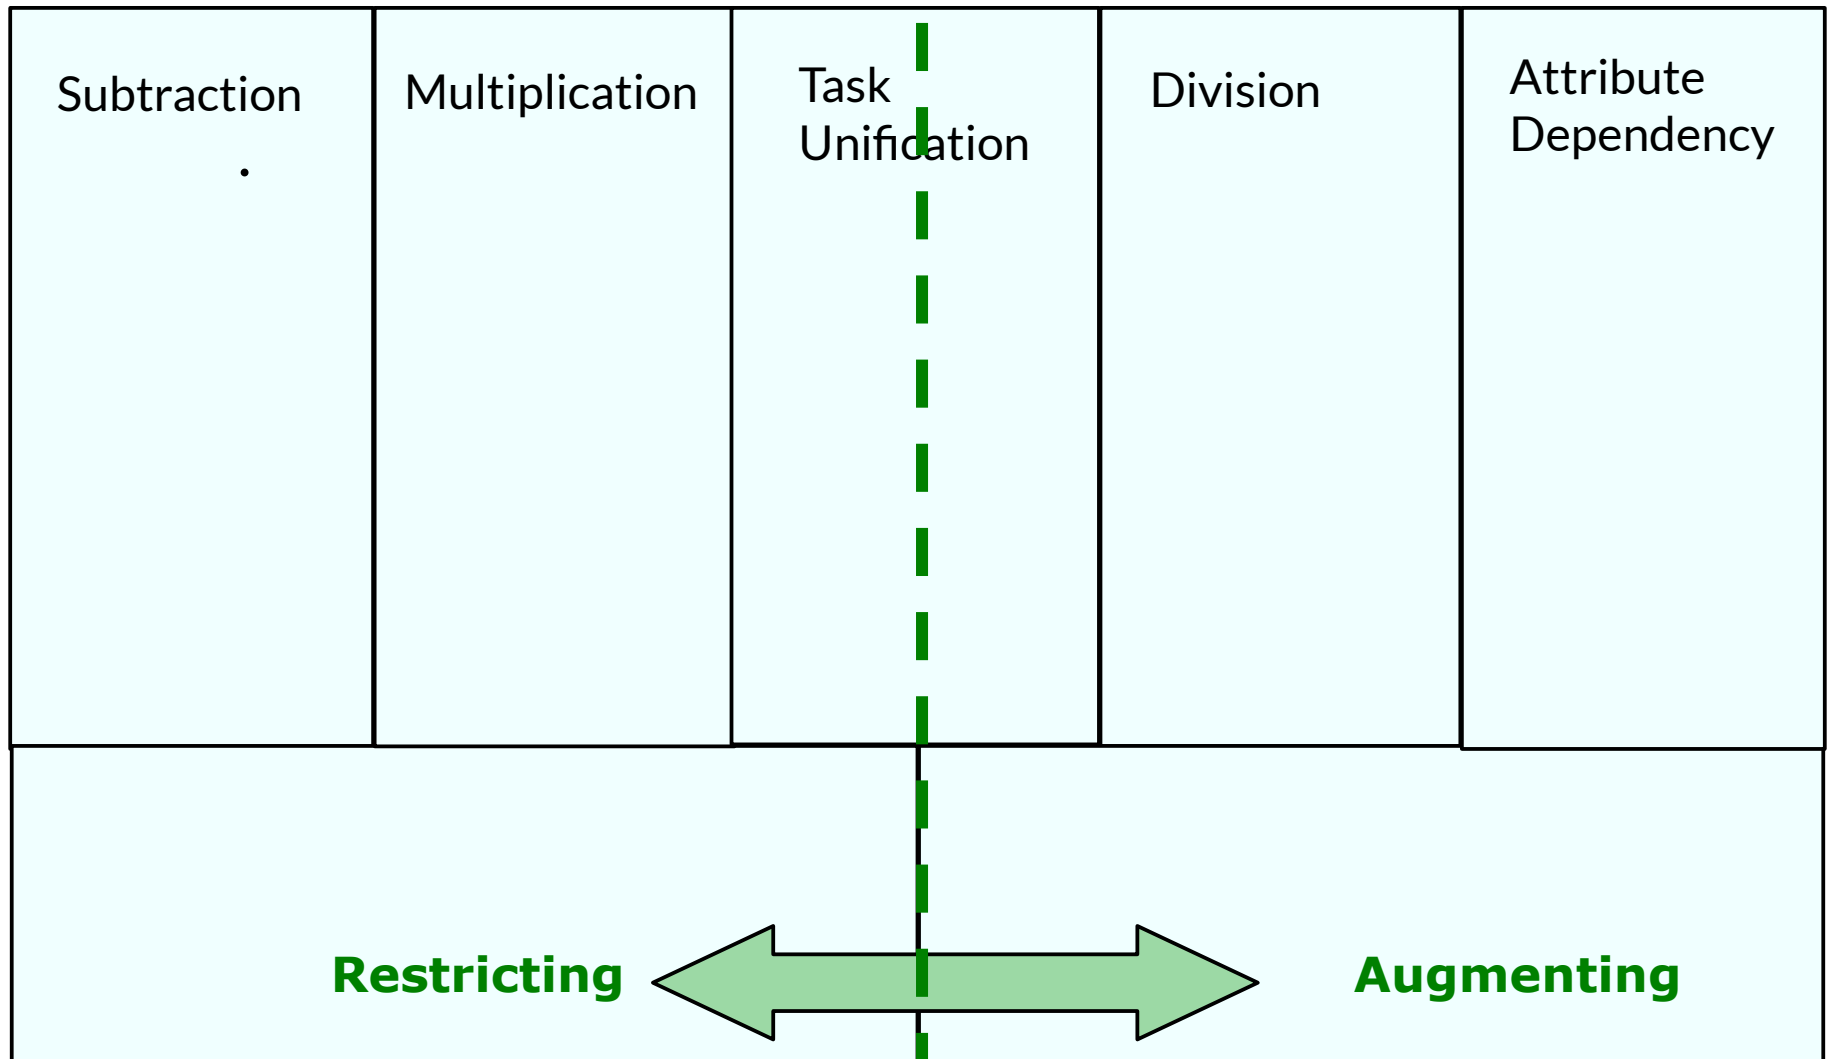 Subtraction
.
Multiplication
Task
Unification
Division
Attribute
Dependency
Restricting
Augmenting